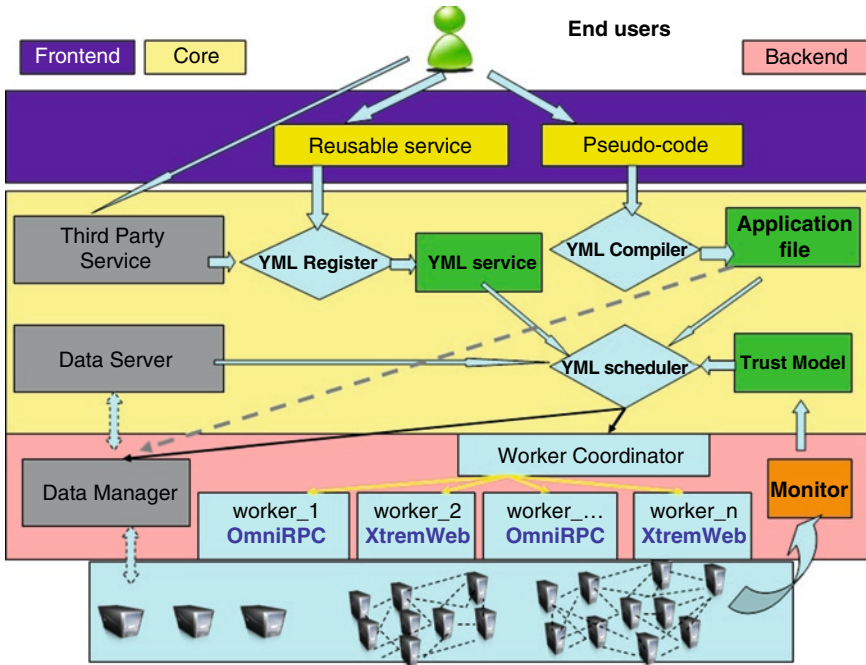 End users
Frontend
Core
Backend
Reusable service
Pseudo-code
Third Party
Service
YML Register
YML service
YML Compiler
Application
file
Data Server
YML scheduler
Trust Model
Worker Coordinator
Data Manager
Monitor
worker_1
OmniRPC
worker_2
XtremWeb
worker_...
OmniRPC
worker_n
XtremWeb